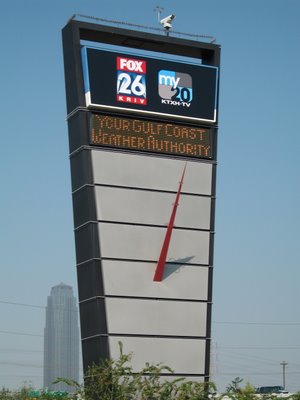 FOX
26
KRIV
my
20
KTXH-TV
YOUR GULF COAST
WEATHER AUTHORITY